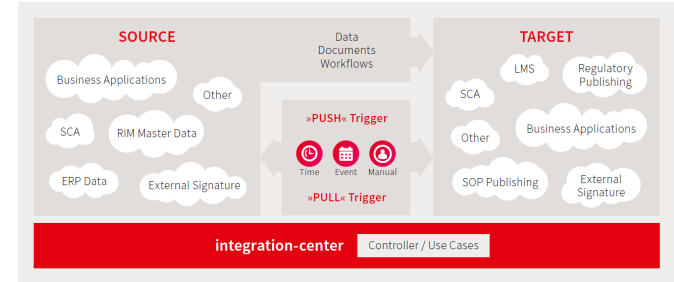 SOURCE
Business Applications
Other
SCA
RIM Master Data
ERP Data
External Signature
Data
Documents
Workflows
»PUSH« Trigger
Time
Event
Manual
»PULL« Trigger
TARGET
LMS
Regulatory
Publishing
SCA
Other
Business Applications
SOP Publishing
External
Signature
integration-center
Controller / Use Cases